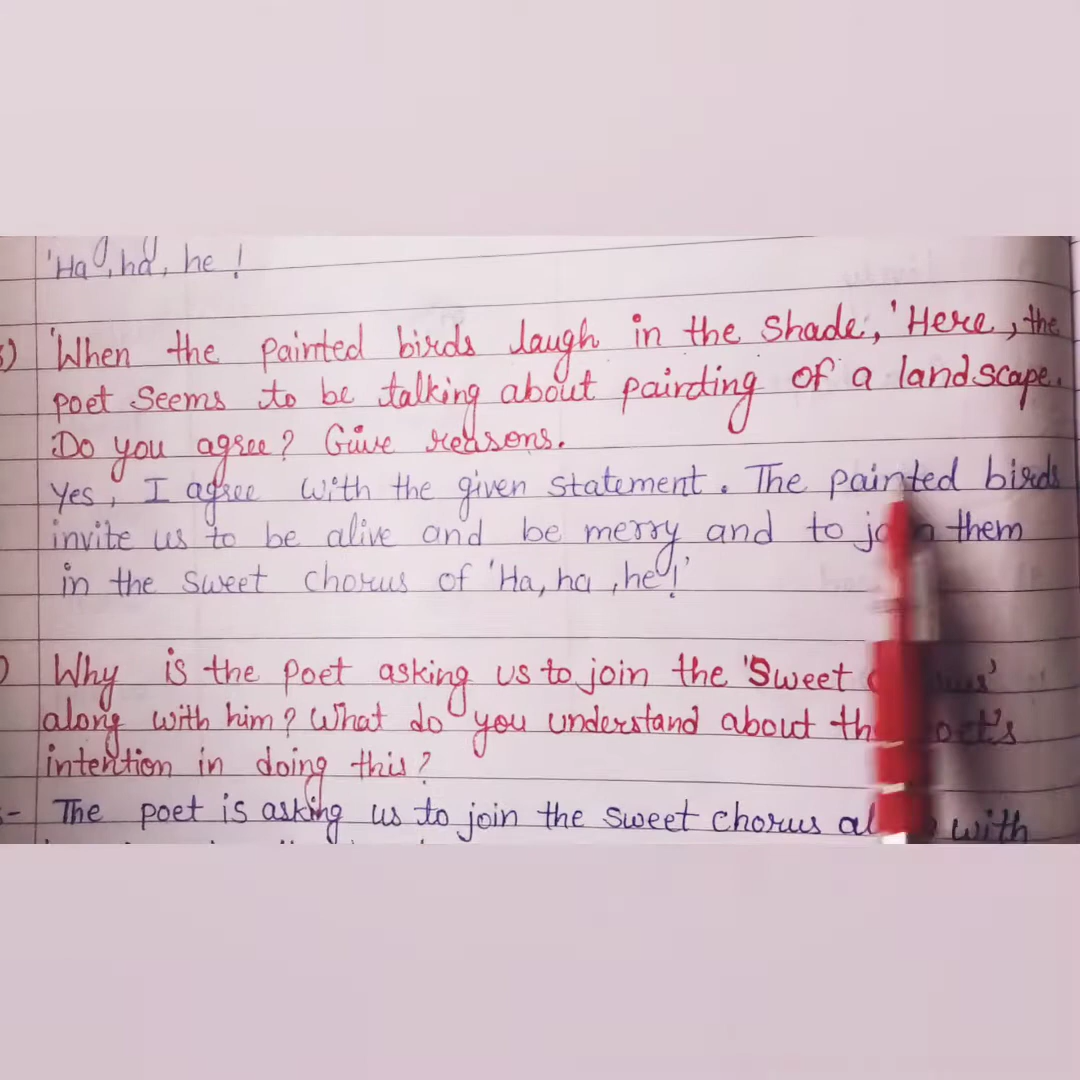 'Ha, ha, he !
) 'When the painted birds laugh in the shade,' Here, the
poet seems to be talking about pairting of a landscape.
Do you agree? Give reasons.
Yes, I agree with the given statement. The painted birds
invite us to be alive and be merry and to join them
in the sweet chorus of 'Ha, ha, he!'
) Why is the poet asking us to join the 'Sweet
along with him? What do you understand about the poet's
intention in doing this?
:- The poet is asking us to join the sweet chorus along with